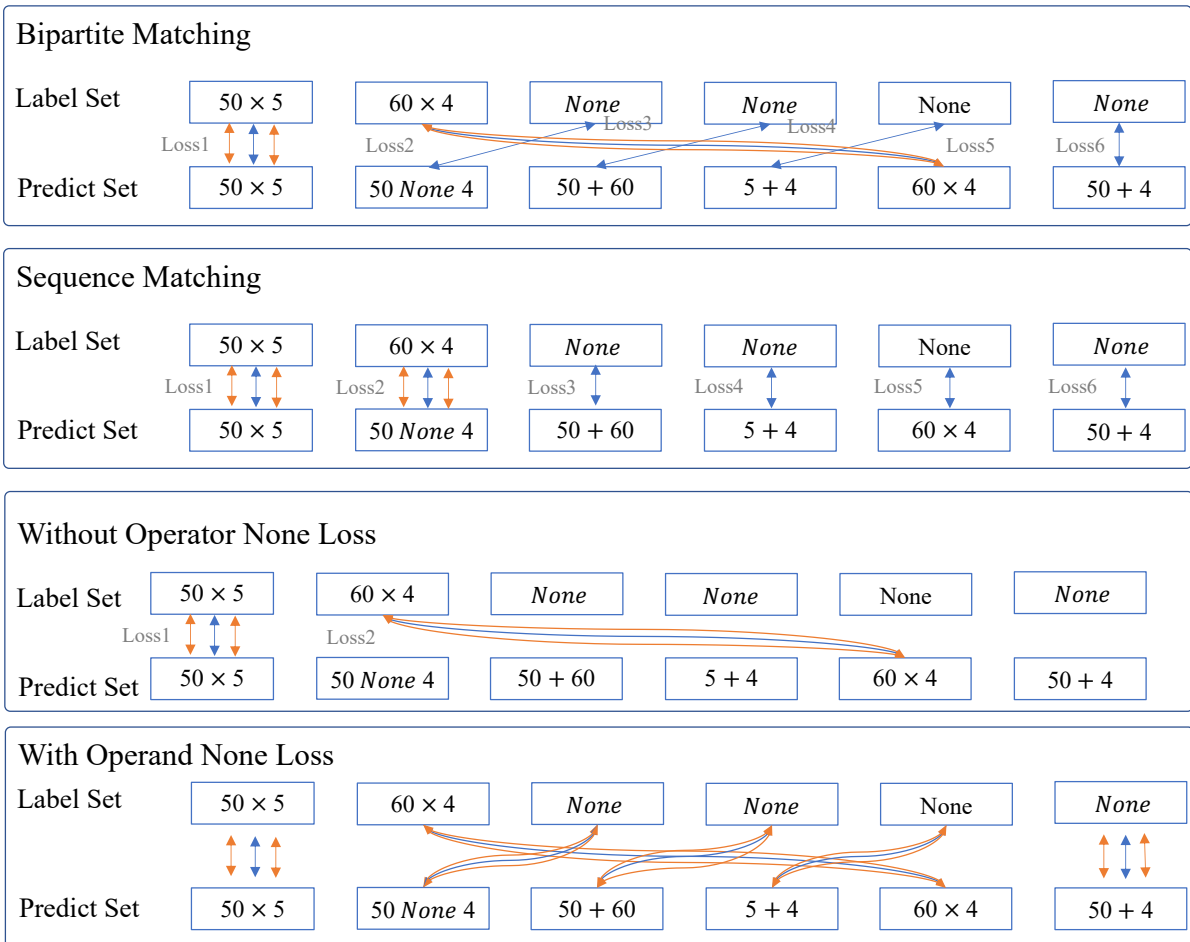 Bipartite Matching
Label Set 50 × 5 60 × 4 None None None None
Loss1 Loss2 Loss3 Loss4 Loss5 Loss6
Predict Set 50 × 5 50 None 4 50 + 60 5 + 4 60 × 4 50 + 4
Sequence Matching
Label Set 50 × 5 60 × 4 None None None None
Loss1 Loss2 Loss3 Loss4 Loss5 Loss6
Predict Set 50 × 5 50 None 4 50 + 60 5 + 4 60 × 4 50 + 4
Without Operator None Loss
Label Set 50 × 5 60 × 4 None None None None
Loss1 Loss2
Predict Set 50 × 5 50 None 4 50 + 60 5 + 4 60 × 4 50 + 4
With Operand None Loss
Label Set 50 × 5 60 × 4 None None None None
Predict Set 50 × 5 50 None 4 50 + 60 5 + 4 60 × 4 50 + 4